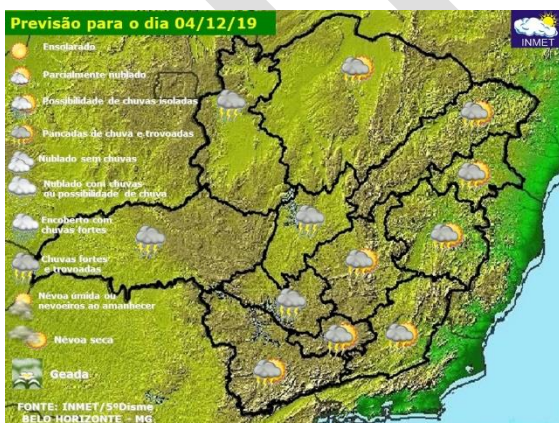 Previsão para o dia 04/12/19
INMET
Ensolarado
Parcialmente nublado
Possibilidade de chuvas isoladas
Pancadas de chuva e trovoadas
Nublado sem chuvas
Nublado com chuvas
ou possibilidade de chuva
Encoberto com
chuvas fortes
Chuvas fortes
e trovoadas
Névoa úmida ou
nevoeiros ao amanhecer
Névoa seca
Geada
FONTE: INMET/5ºDisme
BELO HORIZONTE - MG